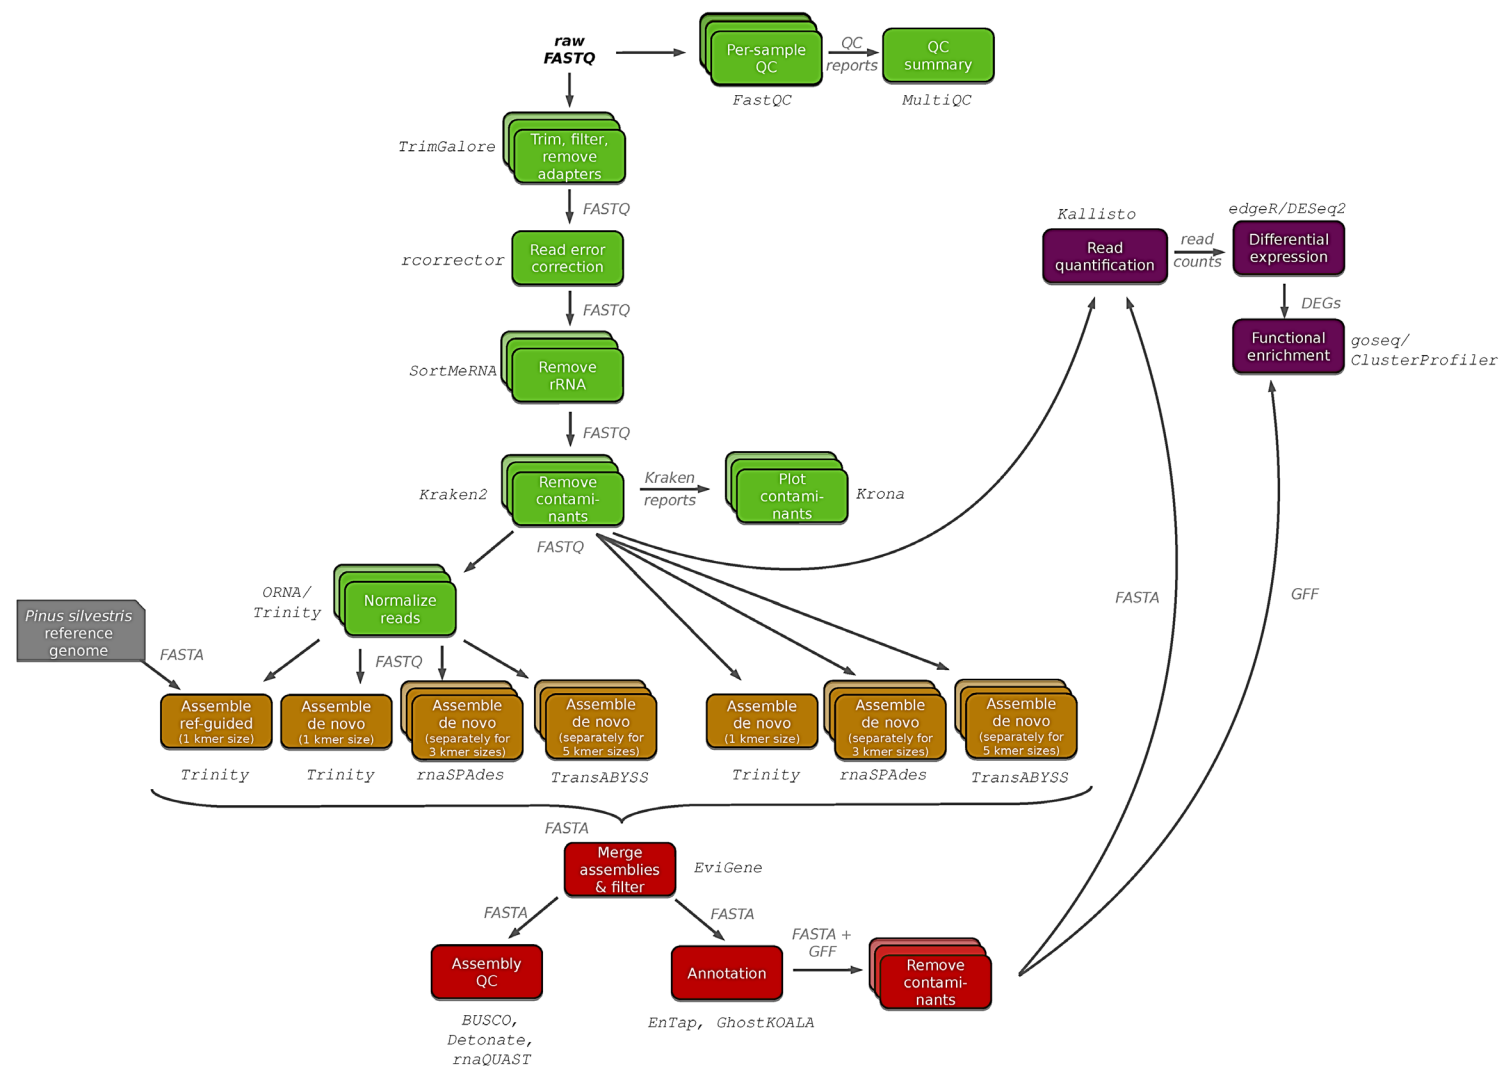 raw
FASTQ
Per-sample
QC
FastQC
QC
reports
QC
summary
MultiQC
TrimGalore
Trim, filter,
remove
adapters
FASTQ
rcorrector
Read error
correction
FASTQ
SortMeRNA
Remove
rRNA
FASTQ
Kraken2
Remove
contami-
nants
Kraken
reports
Plot
contami-
nants
Krona
FASTQ
Kallisto
Read
quantification
read
counts
edgeR/DESeq2
Differential
expression
DEGs
Functional
enrichment
goseq/
ClusterProfiler
ORNA/
Trinity
Normalize
reads
Pinus silvestris
reference
genome
FASTA
FASTQ
FASTA
GFF
Assemble
ref-guided
(1 kmer size)
Trinity
Assemble
de novo
(1 kmer size)
Trinity
Assemble
de novo
(separately for
3 kmer sizes)
rnaSPAdes
Assemble
de novo
(separately for
5 kmer sizes)
TransABYSS
Assemble
de novo
(1 kmer size)
Trinity
Assemble
de novo
(separately for
3 kmer sizes)
rnaSPAdes
Assemble
de novo
(separately for
5 kmer sizes)
TransABYSS
FASTA
Merge
assemblies
& filter
EviGene
FASTA
FASTA
Assembly
QC
BUSCO,
Detonate,
rnaQUAST
Annotation
EnTap, GhostKOALA
FASTA +
GFF
Remove
contami-
nants